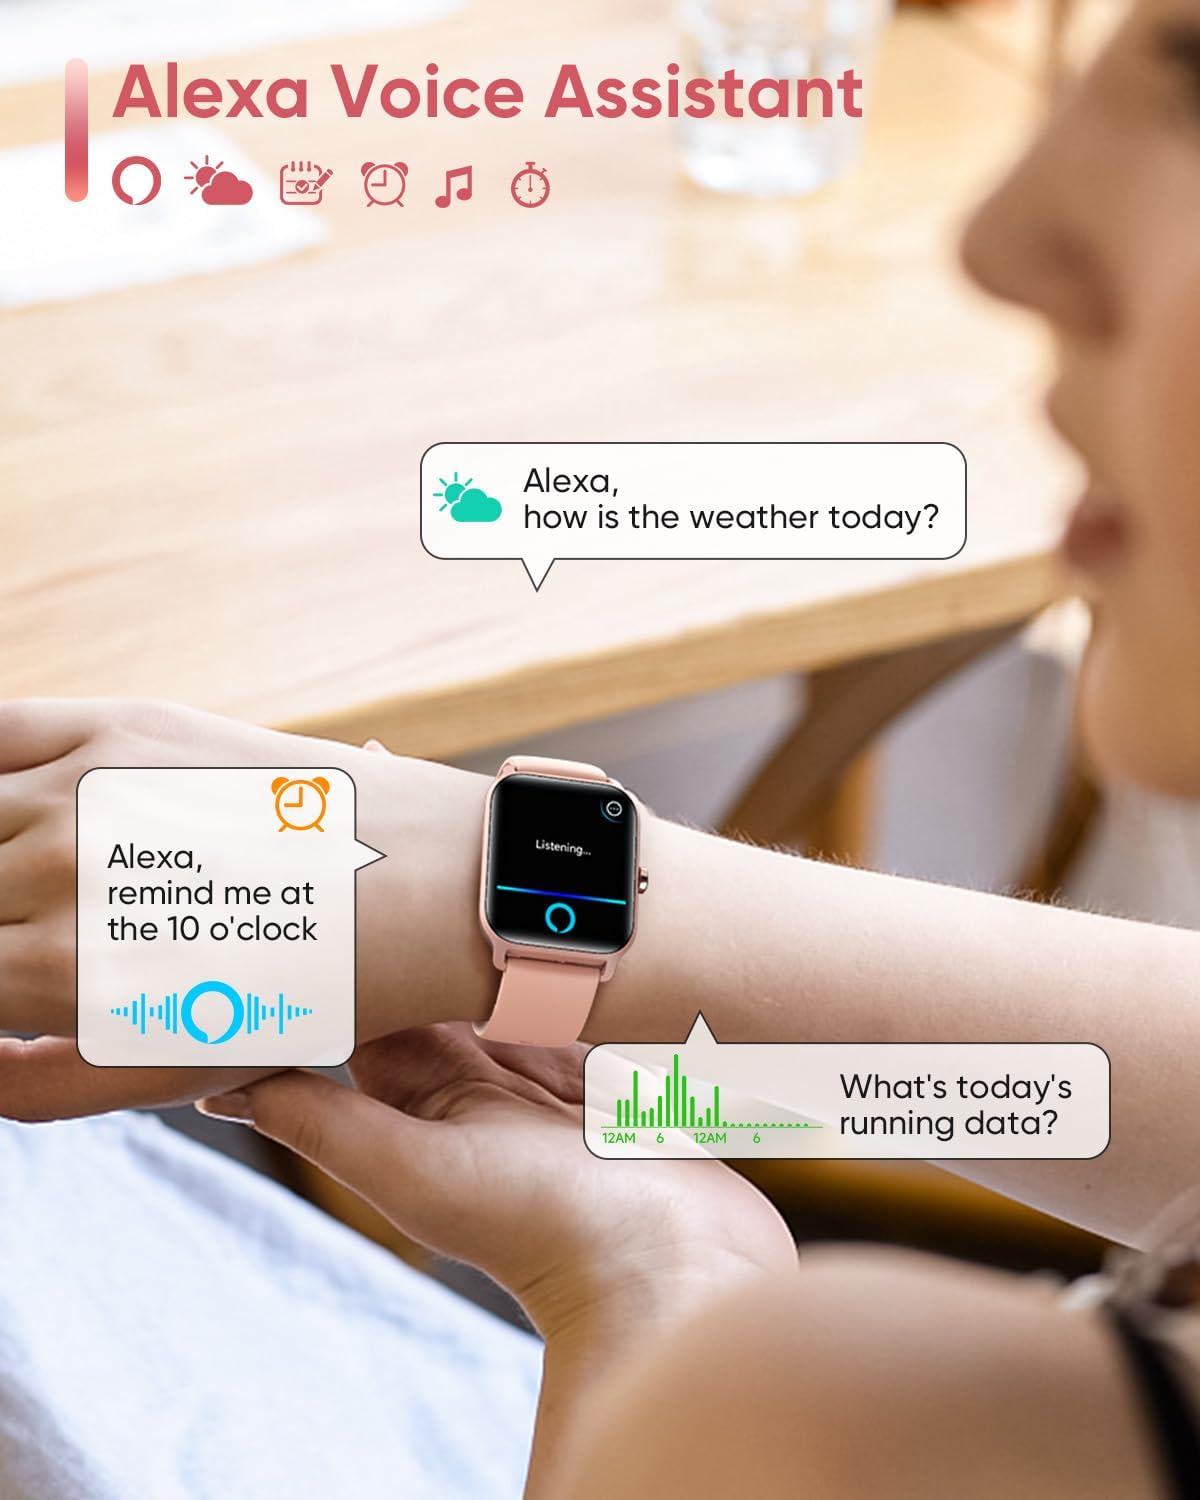 Alexa Voice Assistant
Alexa,
how is the weather today?
Alexa,
remind me at
the 10 o'clock
Listening...
What's today's
running data?
12AM 6 12AM 6